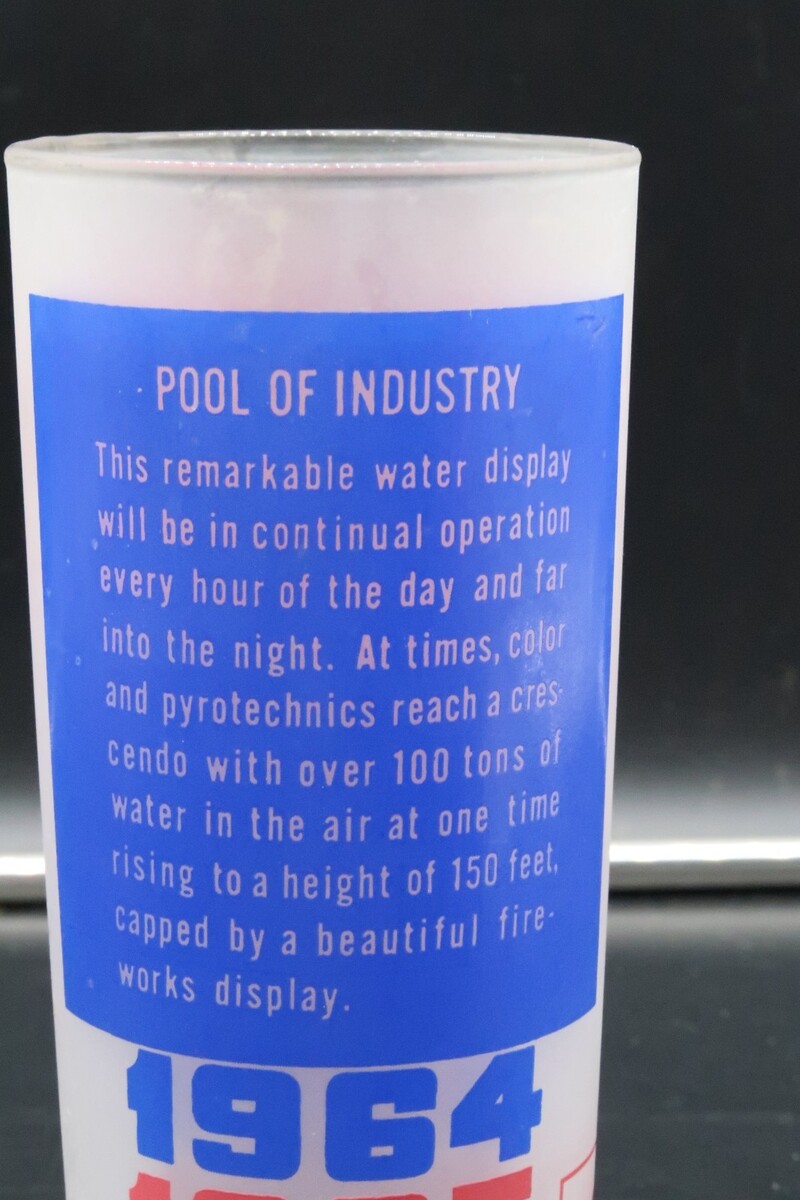 POOL OF INDUSTRY
This remarkable water display
will be in continual operation
every hour of the day and far
into the night. At times, color
and pyrotechnics reach a cres-
cendo with over 100 tons of
water in the air at one time
rising to a height of 150 feet,
capped by a beautiful fire-
works display.
1964